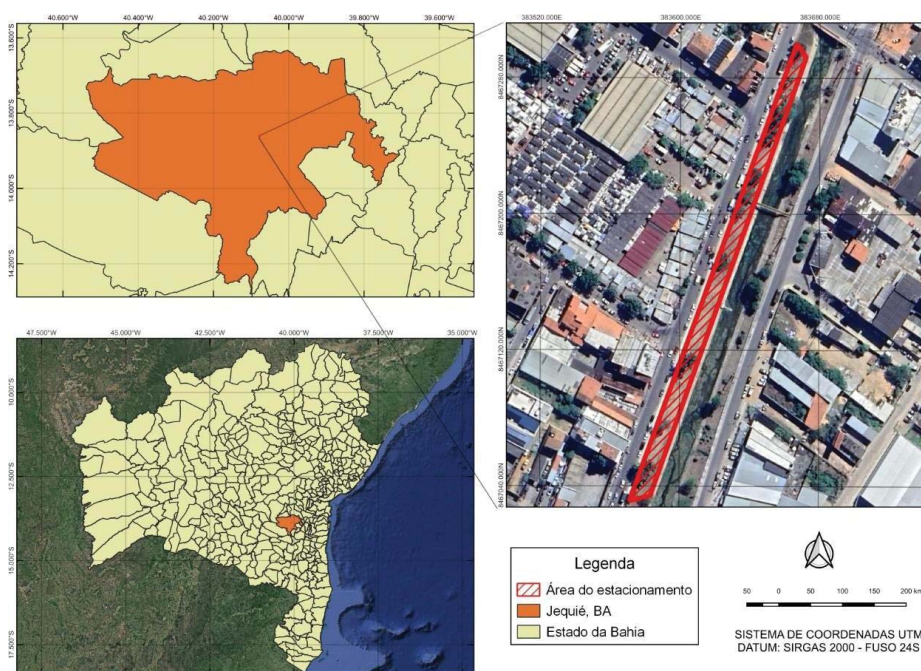 40.600°W 40.400°W 40.200°W 40.000°W 39.800°W 39.600°W
13.600°S
13.800°S
14.000°S
14.200°S
47.500°W 45.000°W 42.500°W 40.000°W 37.500°W 35.000°W
10.000°S
12.500°S
15.000°S
17.500°S
383520.000E 383600.000E 383680.000E
8467280.000N
8467200.000N
8467120.000N
8467040.000N
Legenda
Área do estacionamento
Jequié, BA
Estado da Bahia
50 0 50 100 150 200 km
SISTEMA DE COORDENADAS UTM
DATUM: SIRGAS 2000 - FUSO 24S